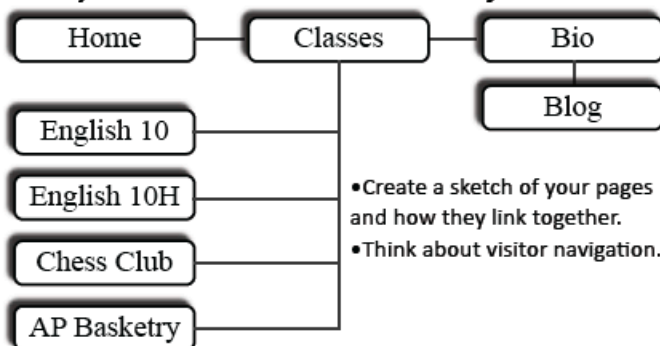 Home
Classes
Bio
Blog
English 10
English 10H
Chess Club
AP Basketry
•Create a sketch of your pages
and how they link together.
•Think about visitor navigation.